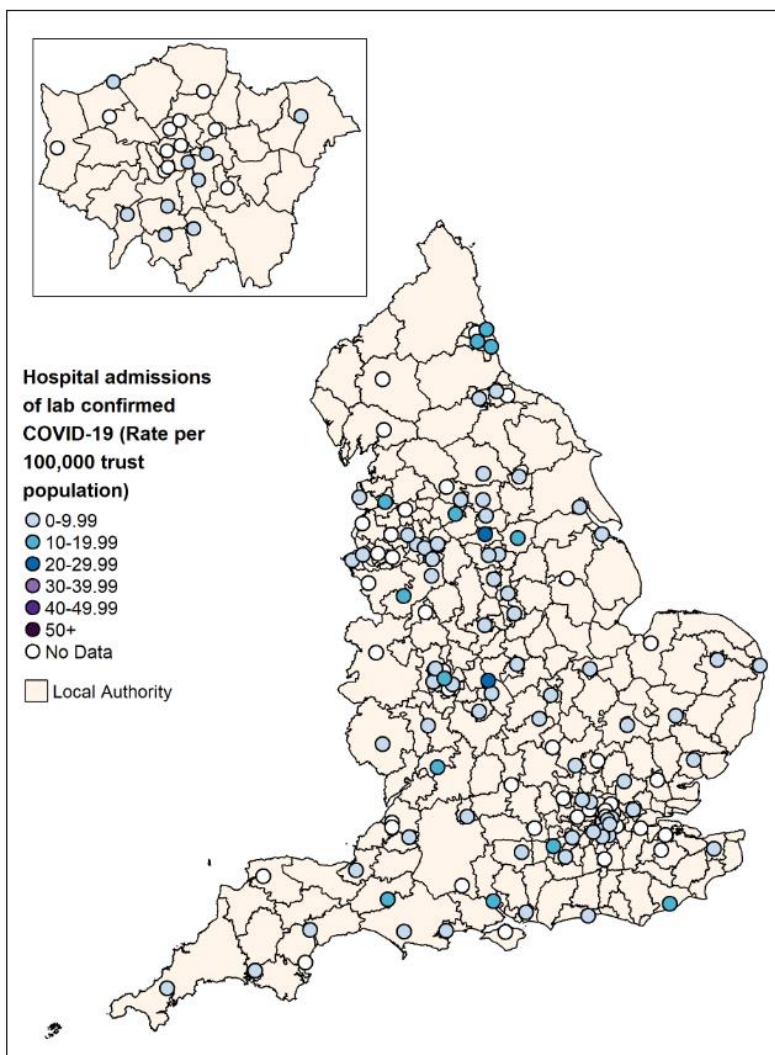 Hospital admissions
of lab confirmed
COVID-19 (Rate per
100,000 trust
population)
0-9.99
10-19.99
20-29.99
30-39.99
40-49.99
50+
No Data
Local Authority